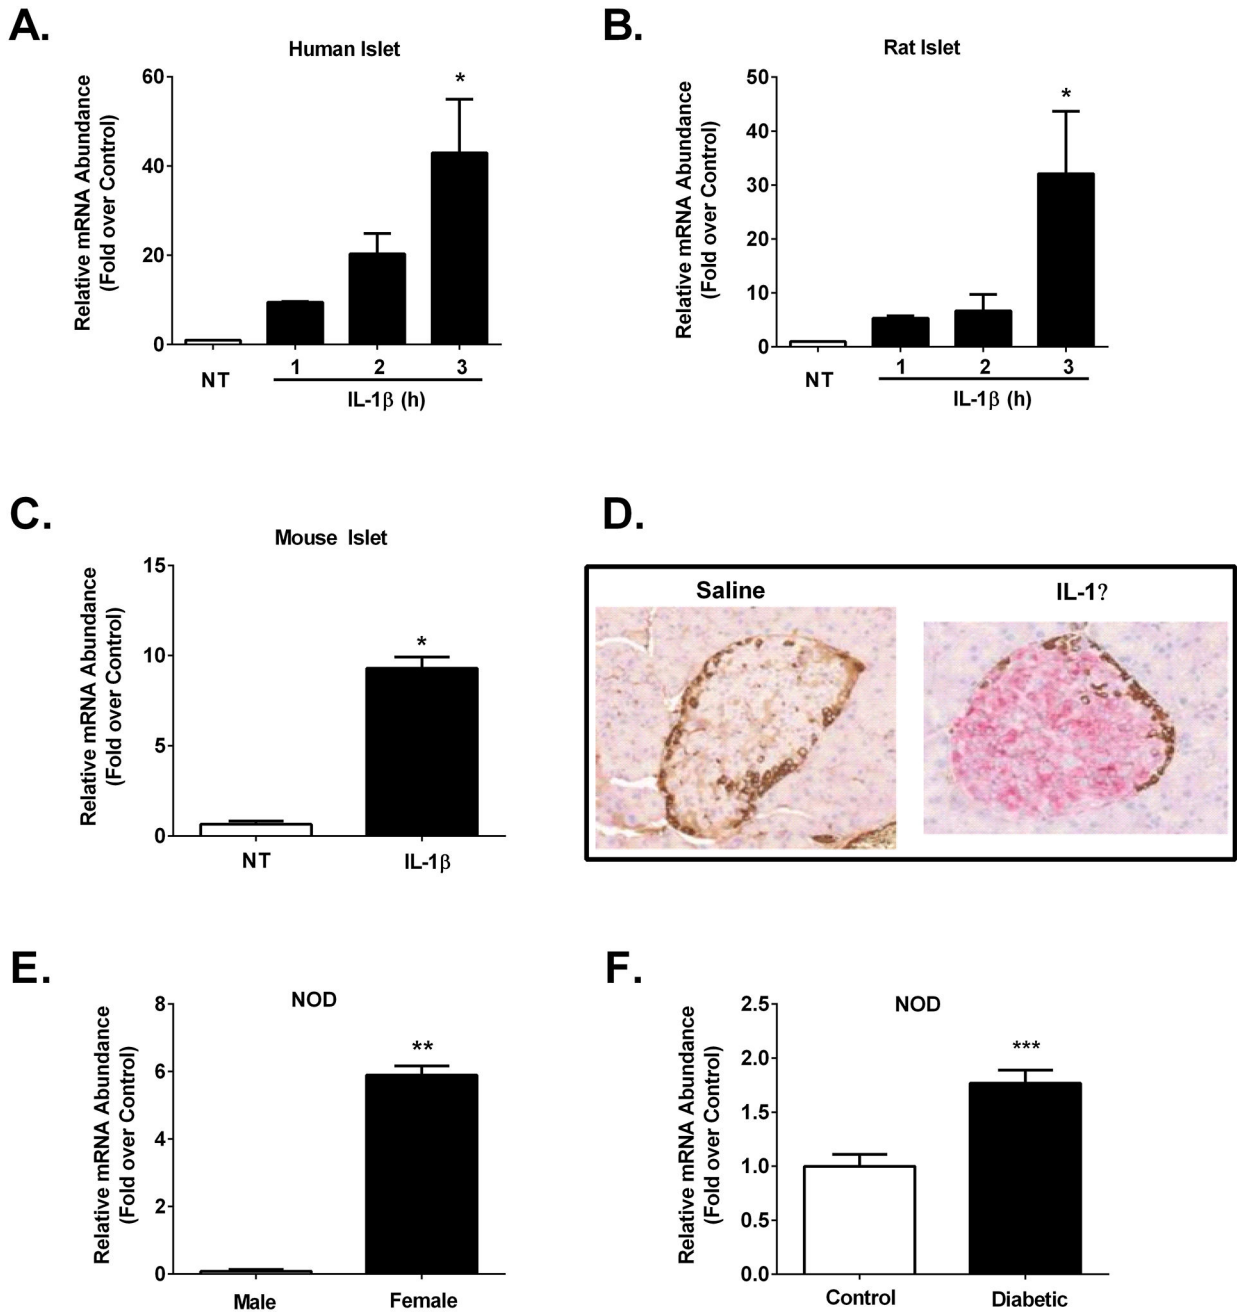 A.
Human Islet
Relative mRNA Abundance
(Fold over Control)
60
40
20
0
*
NT
1 2 3
IL-1β (h)
B.
Rat Islet
Relative mRNA Abundance
(Fold over Control)
50
40
30
20
10
0
*
NT
1 2 3
IL-1β (h)
C.
Mouse Islet
Relative mRNA Abundance
(Fold over Control)
15
10
5
0
*
NT IL-1β
D.
Saline IL-1?
E.
NOD
Relative mRNA Abundance
(Fold over Control)
8
6
4
2
0
**
Male Female
F.
NOD
Relative mRNA Abundance
(Fold over Control)
2.5
2.0
1.5
1.0
0.5
0.0
***
Control Diabetic